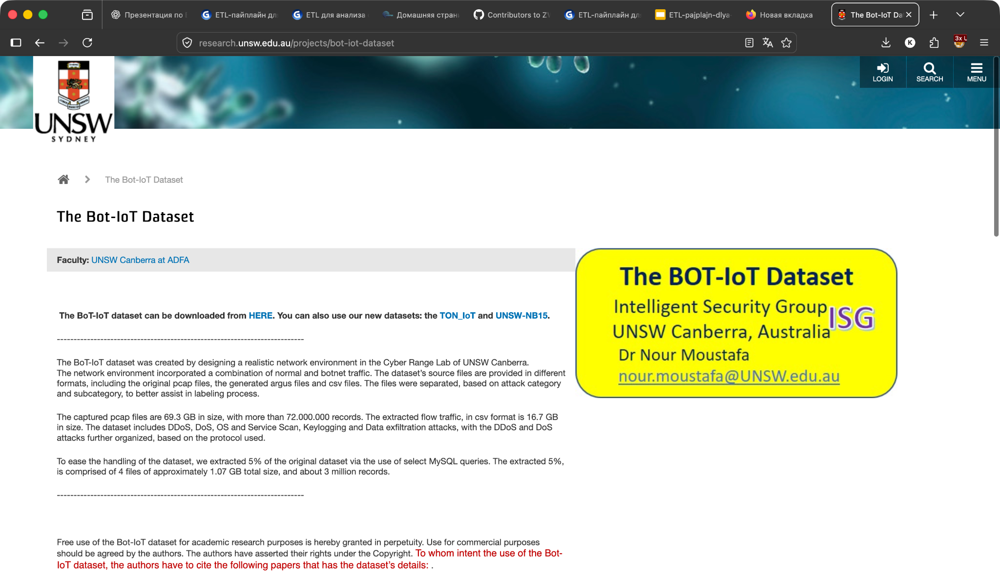 Презентация по
ETL-пайплайн дл
ETL для анализа
Домашняя страни
Contributors to ZV
ETL-пайплайн дл
ETL-pajplajn-dlya-
Новая вкладка
The Bot-IoT Da
research.unsw.edu.au/projects/bot-iot-dataset
K
3x U
UNSW
SYDNEY
LOGIN
SEARCH
MENU
The Bot-IoT Dataset
The Bot-IoT Dataset
Faculty: UNSW Canberra at ADFA
The BOT-IoT Dataset
Intelligent Security Group
ISG
UNSW Canberra, Australia
Dr Nour Moustafa
nour.moustafa@UNSW.edu.au
The BoT-IoT dataset can be downloaded from HERE. You can also use our new datasets: the TON_IoT and UNSW-NB15.
--------------------------------------------------------------------------
The BoT-IoT dataset was created by designing a realistic network environment in the Cyber Range Lab of UNSW Canberra.
The network environment incorporated a combination of normal and botnet traffic. The dataset’s source files are provided in different
formats, including the original pcap files, the generated argus files and csv files. The files were separated, based on attack category
and subcategory, to better assist in labeling process.
The captured pcap files are 69.3 GB in size, with more than 72.000.000 records. The extracted flow traffic, in csv format is 16.7 GB
in size. The dataset includes DDoS, DoS, OS and Service Scan, Keylogging and Data exfiltration attacks, with the DDoS and DoS
attacks further organized, based on the protocol used.
To ease the handling of the dataset, we extracted 5% of the original dataset via the use of select MySQL queries. The extracted 5%,
is comprised of 4 files of approximately 1.07 GB total size, and about 3 million records.
--------------------------------------------------------------------------
Free use of the Bot-IoT dataset for academic research purposes is hereby granted in perpetuity. Use for commercial purposes
should be agreed by the authors. The authors have asserted their rights under the Copyright. To whom intent the use of the Bot-
IoT dataset, the authors have to cite the following papers that has the dataset’s details: .